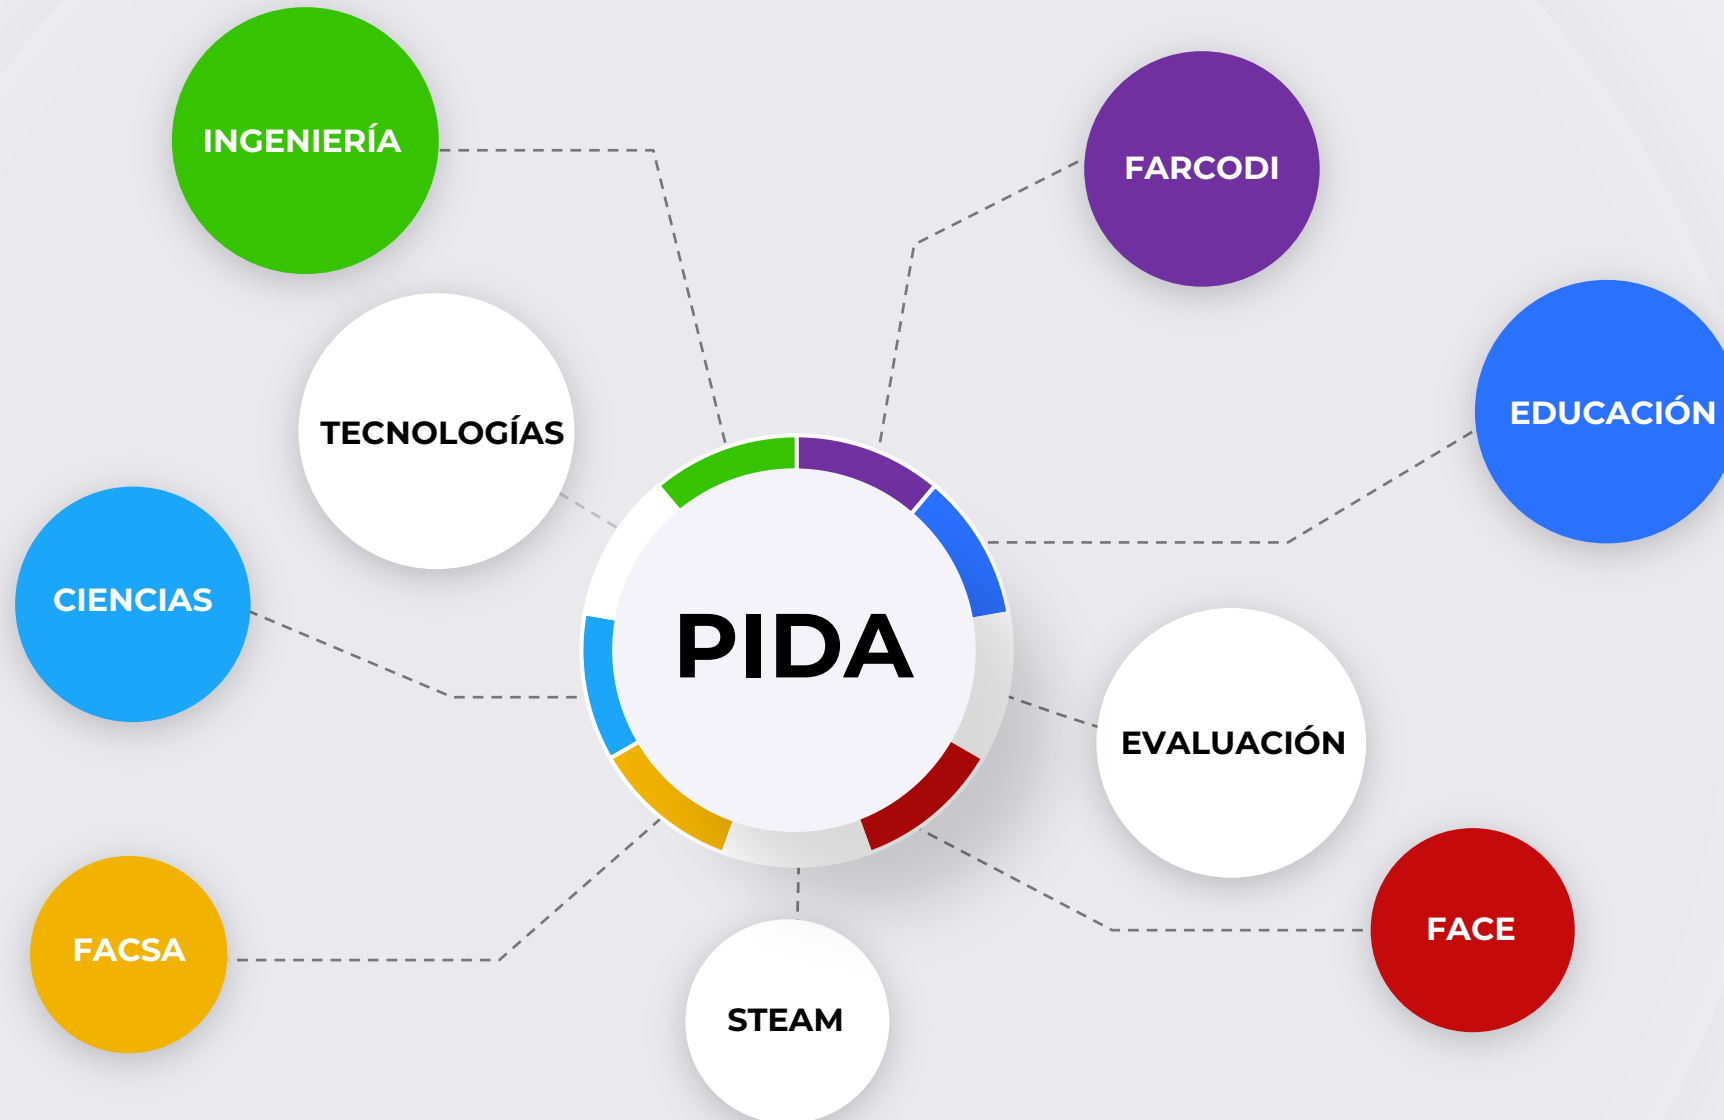 INGENIERÍA
FARCODI
TECNOLOGÍAS
EDUCACIÓN
CIENCIAS
PIDA
EVALUACIÓN
FACSA
FACE
STEAM